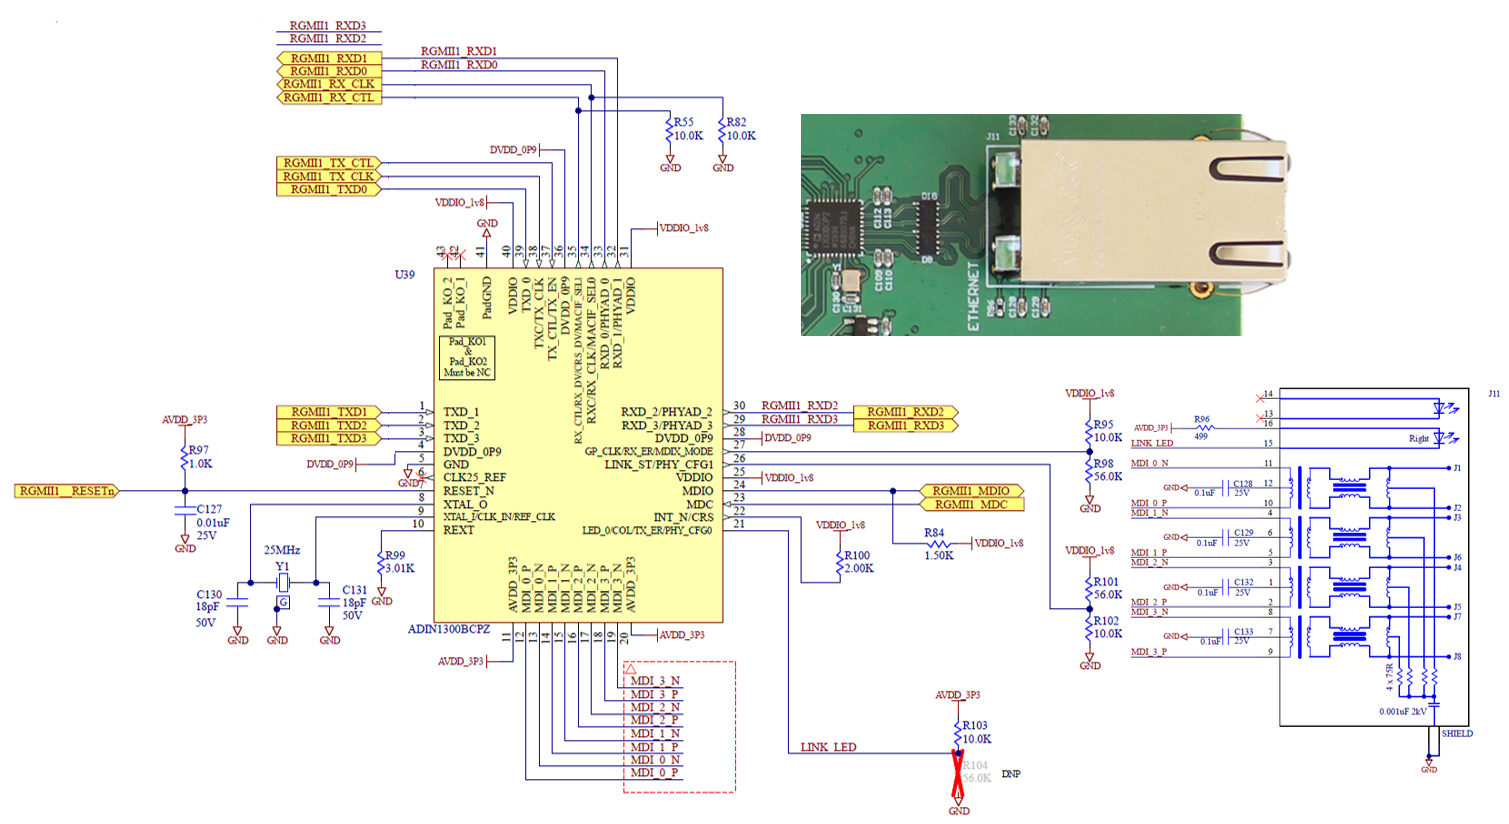 RGMII1_RXD3
RGMII1_RXD2
RGMII1_RXD1
RGMII1_RXD0
RGMII1_RX_CLK
RGMII1_RX_CTL
RGMII1_RXD1
RGMII1_RXD0
R55
10.0K
GND
R82
10.0K
GND
DVDD_0P9
RGMII1_TX_CTL
RGMII1_TX_CLK
RGMII1_TXD0
VDDIO_1v8
GND
VDDIO_1v8
43
42
41
40
39
38
37
36
35
34
33
32
31
U39
Pad_KO_2
Pad_KO_1
PadGND
VDDIO
TXD_0
TXC/TX_CLK
TX_CTL/TX_EN
DVDD_0P9
RX_CTL/RX_DV/CRS_DV/MACIF_SEL1
RXC/RX_CLK/MACIF_SEL0
RXD_0/PHYAD_0
RXD_1/PHYAD_1
VDDIO
Pad_KO1
&
Pad_KO2
Must be NC
RGMII1_TXD1
RGMII1_TXD2
RGMII1_TXD3
DVDD_0P9
GND
1
2
3
4
5
6
7
8
9
10
TXD_1
TXD_2
TXD_3
DVDD_0P9
GND
CLK25_REF
RESET_N
XTAL_O
XTAL_I/CLK_IN/REF_CLK
REXT
RXD_2/PHYAD_2
RXD_3/PHYAD_3
DVDD_0P9
GP_CLK/RX_ER/MDIX_MODE
LINK_ST/PHY_CFG1
VDDIO
MDIO
MDC
INT_N/CRS
LED_0/COL/TX_ER/PHY_CFG0
30
29
28
27
26
25
24
23
22
21
RGMII1_RXD2
RGMII1_RXD3
RGMII1_RXD2
RGMII1_RXD3
DVDD_0P9
VDDIO_1v8
RGMII1_MDIO
RGMII1_MDC
R84
1.50K
VDDIO_1v8
VDDIO_1v8
R100
2.00K
AVDD_3P3
R97
1.0K
RGMII1__RESETn
C127
0.01uF
25V
GND
25MHz
Y1
G
C130
18pF
50V
GND
GND
C131
18pF
50V
GND
R99
3.01K
GND
AVDD_3P3
MDI_0_P
MDI_0_N
MDI_1_P
MDI_1_N
MDI_2_P
MDI_2_N
MDI_3_P
MDI_3_N
AVDD_3P3
ADIN1300BCPZ
11
12
13
14
15
16
17
18
19
20
AVDD_3P3
AVDD_3P3
MDI_3_N
MDI_3_P
MDI_2_N
MDI_2_P
MDI_1_N
MDI_1_P
MDI_0_N
MDI_0_P
LINK_LED
AVDD_3P3
R103
10.0K
R104
56.0K
DNP
GND
VDDIO_1v8
R95
10.0K
R98
56.0K
GND
VDDIO_1v8
R101
56.0K
R102
10.0K
GND
J11
14
13
16
15
AVDD_3P3
R96
499
LINK_LED
Right
MDI_0_N
11
GND
C128
0.1uF
25V
12
MDI_0_P
10
MDI_1_N
4
GND
C129
0.1uF
25V
6
MDI_1_P
5
MDI_2_N
3
GND
C132
0.1uF
25V
1
MDI_2_P
2
MDI_3_N
8
GND
C133
0.1uF
25V
7
MDI_3_P
9
J1
J2
J3
J6
J4
J5
J7
J8
4 x 75R
0.001uF 2kV
SHIELD
GND
C133
C132
J11
C112
C113
D10
D9
C109
C110
C130
C131
ETHERNET
R96
C128
C129